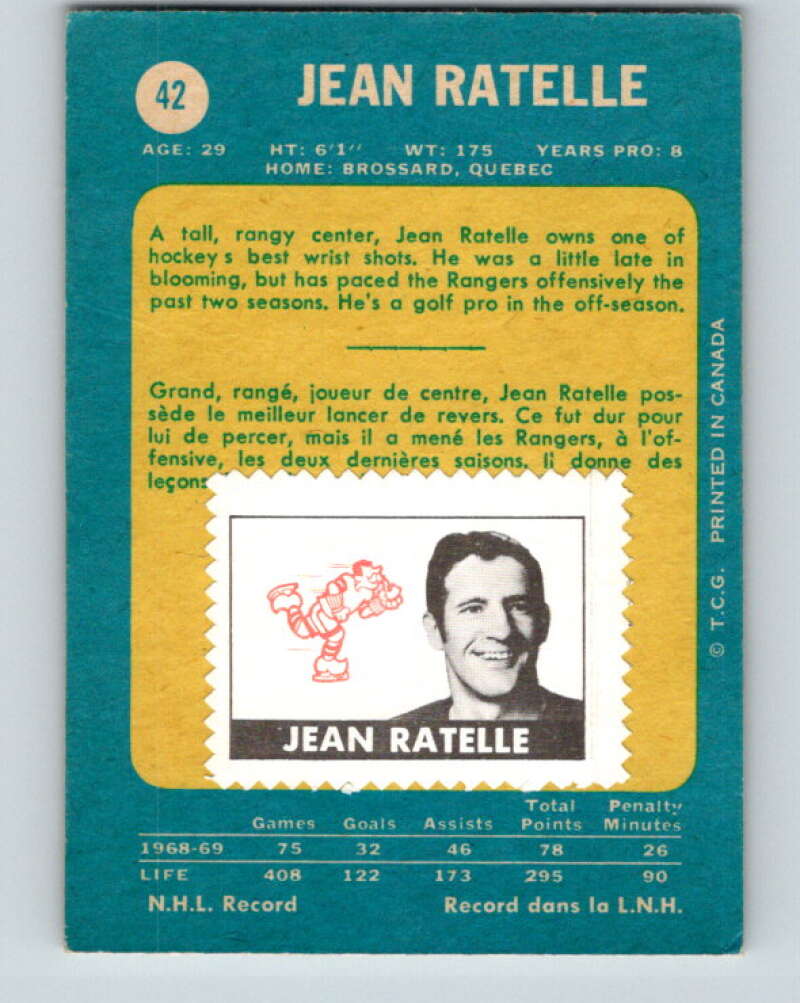 42
JEAN RATELLE
AGE: 29 HT: 6'1" WT: 175 YEARS PRO: 8
HOME: BROSSARD, QUEBEC
A tall, rangy center, Jean Ratelle owns one of
hockey s best wrist shots. He was a little late in
blooming, but has paced the Rangers offensively the
past two seasons. He's a golf pro in the off-season.
Grand, rangé, joueur de centre, Jean Ratelle pos-
sède le meilleur lancer de revers. Ce fut dur pour
lui de percer, mais il a mené les Rangers, à l'of-
fensive, les deux dernières saisons. Il donne des
leçons
JEAN RATELLE
© T.C.G. PRINTED IN CANADA
Games Goals Assists Total Points Penalty Minutes
1968-69 75 32 46 78 26
LIFE 408 122 173 295 90
N.H.L. Record Record dans la L.N.H.